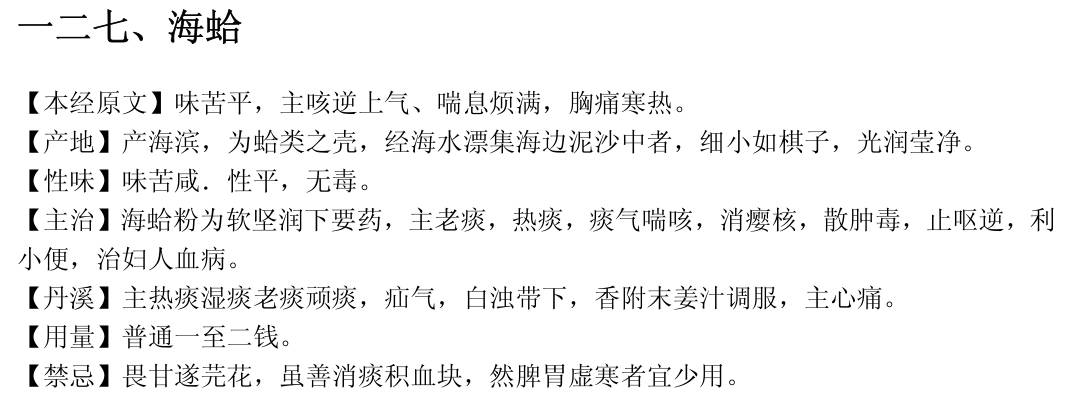 一二七、海蛤
【本经原文】味苦平，主咳逆上气、喘息烦满，胸痛寒热。
【产地】产海滨，为蛤类之壳，经海水漂集海边泥沙中者，细小如棋子，光润莹净。
【性味】味苦咸．性平，无毒。
【主治】海蛤粉为软坚润下要药，主老痰，热痰，痰气喘咳，消瘿核，散肿毒，止呕逆，利
小便，治妇人血病。
【丹溪】主热痰湿痰老痰顽痰，疝气，白浊带下，香附末姜汁调服，主心痛。
【用量】普通一至二钱。
【禁忌】畏甘遂芫花，虽善消痰积血块，然脾胃虚寒者宜少用。